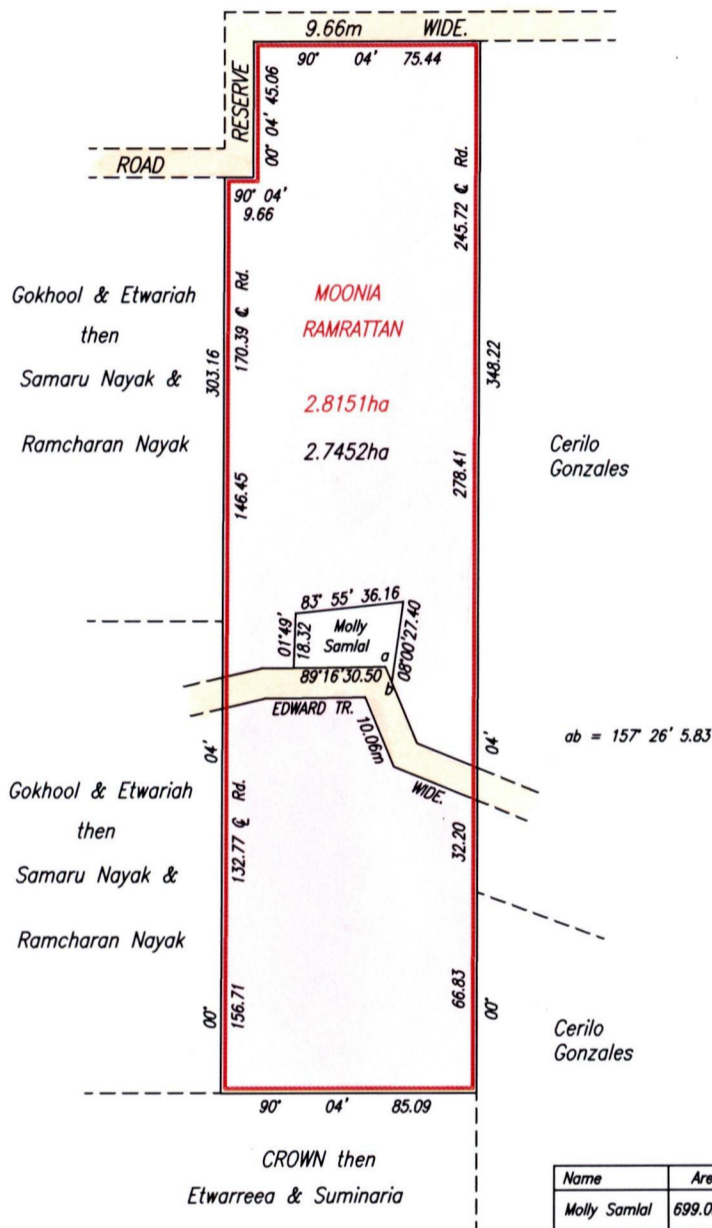 9.66m WIDE.
90° 04' 75.44
RESERVE
00° 04' 45.06
ROAD
90° 04'
9.66
245.72 ℄ Rd.
Gokhool & Etwariah
then
Samaru Nayak &
Ramcharan Nayak
303.16
170.39 ℄ Rd.
146.45
MOONIA
RAMRATTAN
2.8151ha
2.7452ha
348.22
278.41
Cerilo
Gonzales
83° 55' 36.16
01°49'
18.32
Molly
Samlal
a
08°00'27.40
89°16'30.50
b
EDWARD TR.
10.06m
WIDE.
04'
04'
ab = 157° 26' 5.83
Gokhool & Etwariah
then
Samaru Nayak &
Ramcharan Nayak
132.77 ℄ Rd.
32.20
156.71
66.83
00°
00°
Cerilo
Gonzales
90° 04' 85.09
CROWN then
Etwarreea & Suminaria
Name Are
Molly Samlal 699.0